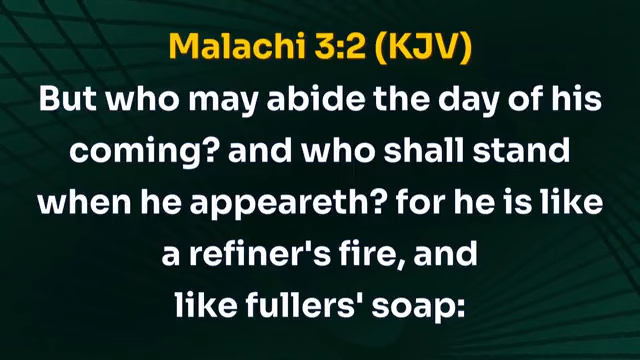 Malachi 3:2 (KJV)
But who may abide the day of his
coming? and who shall stand
when he appeareth? for he is like
a refiner's fire, and
like fullers' soap: